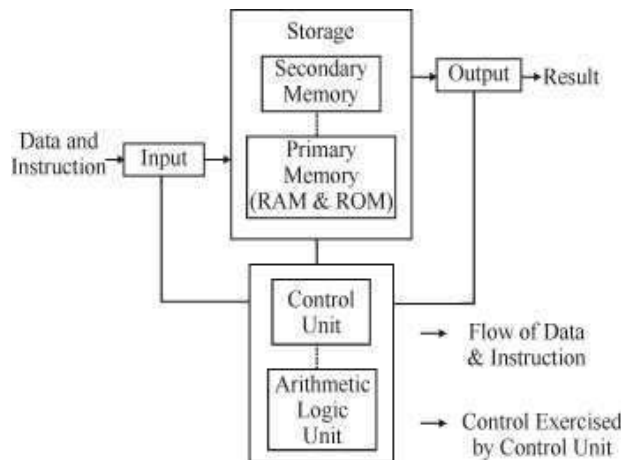 Storage
Secondary
Memory
Output
Result
Data and
Instruction
Input
Primary
Memory
(RAM & ROM)
Control
Unit
Arithmetic
Logic
Unit
Flow of Data
& Instruction
Control Exercised
by Control Unit